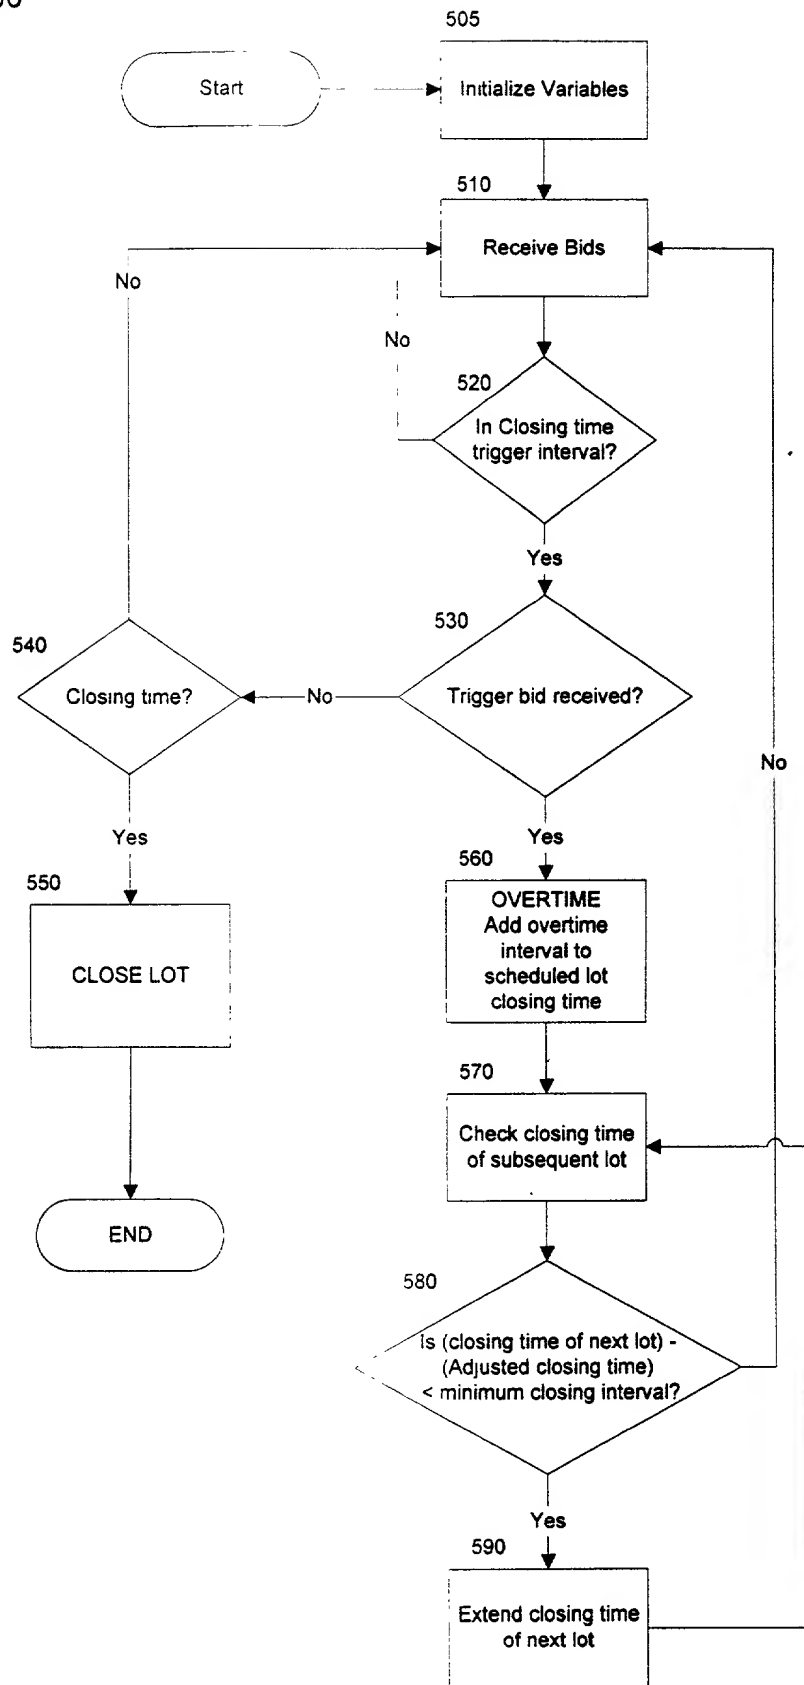 505
Start
Initialize Variables
510
Receive Bids
No
No
520
In Closing time
trigger interval?
Yes
530
540
Closing time?
No
Trigger bid received?
No
Yes
Yes
550
560
OVERTIME
Add overtime
interval to
scheduled lot
closing time
CLOSE LOT
570
Check closing time
of subsequent lot
END
580
Is (closing time of next lot) -
(Adjusted closing time)
< minimum closing interval?
Yes
590
Extend closing time
of next lot